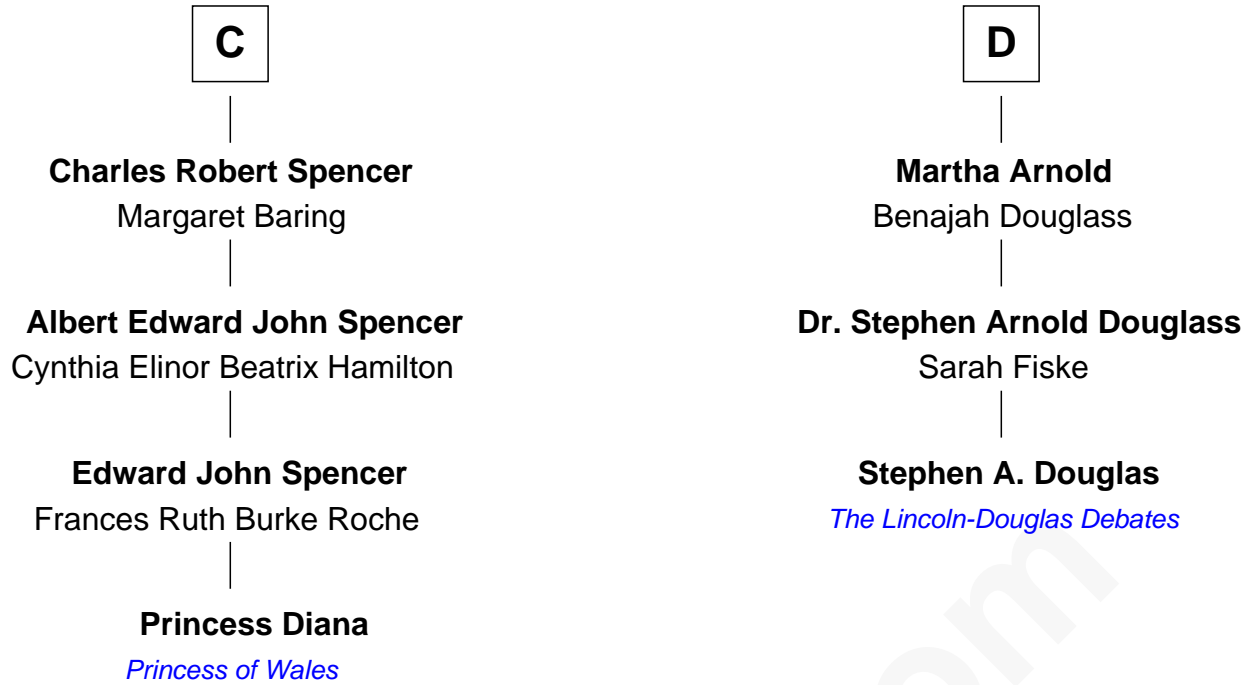 C
Charles Robert Spencer
Margaret Baring
Albert Edward John Spencer
Cynthia Elinor Beatrix Hamilton
Edward John Spencer
Frances Ruth Burke Roche
Princess Diana
Princess of Wales
D
Martha Arnold
Benajah Douglass
Dr. Stephen Arnold Douglass
Sarah Fiske
Stephen A. Douglas
The Lincoln-Douglas Debates
om